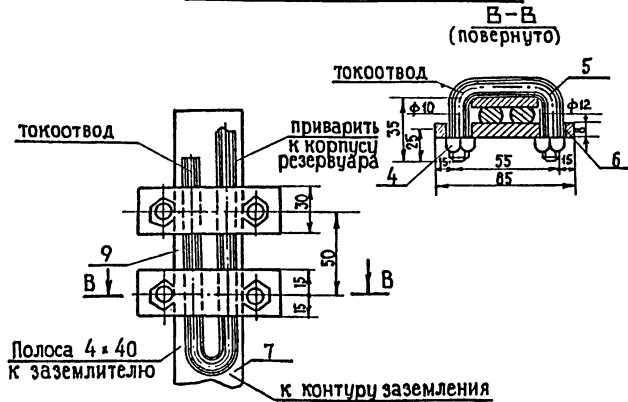 В-В
(повернуто)
токоотвод
5
ф10
ф12
35
25
8
15
55
15
85
4
6
токоотвод
приварить
к корпусу
резервуара
30
9
50
В
В
15
15
Полоса 4×40
к заземлителю
7
к контуру заземления